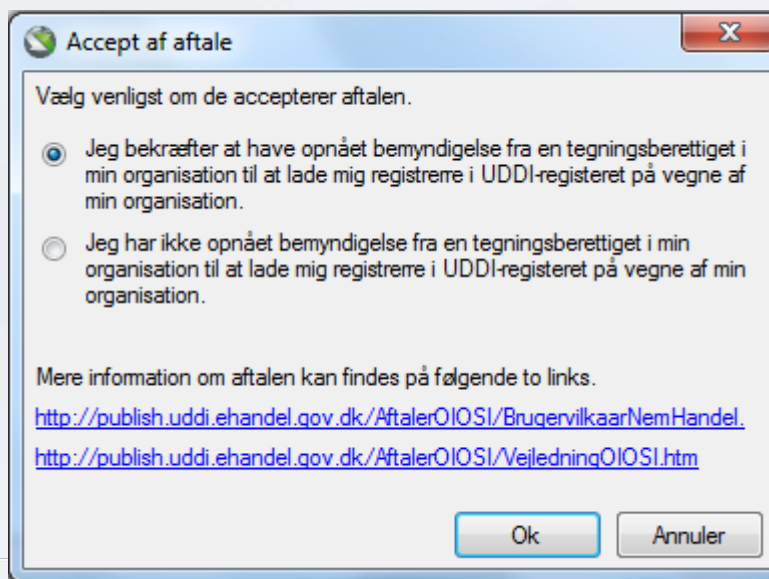 Accept af aftale
Vælg venligst om de accepterer aftalen.
Jeg bekræfter at have opnået bemyndigelse fra en tegningsberettiget i
min organisation til at lade mig registrerre i UDDI-registeret på vegne af
min organisation.
Jeg har ikke opnået bemyndigelse fra en tegningsberettiget i min
organisation til at lade mig registrerre i UDDI-registeret på vegne af min
organisation.
Mere information om aftalen kan findes på følgende to links.
http://publish.uddi.ehandel.gov.dk/AftalerOIOSI/BrugervilkaarNemHandel.
http://publish.uddi.ehandel.gov.dk/AftalerOIOSI/VejledningOIOSI.htm
Ok
Annuller